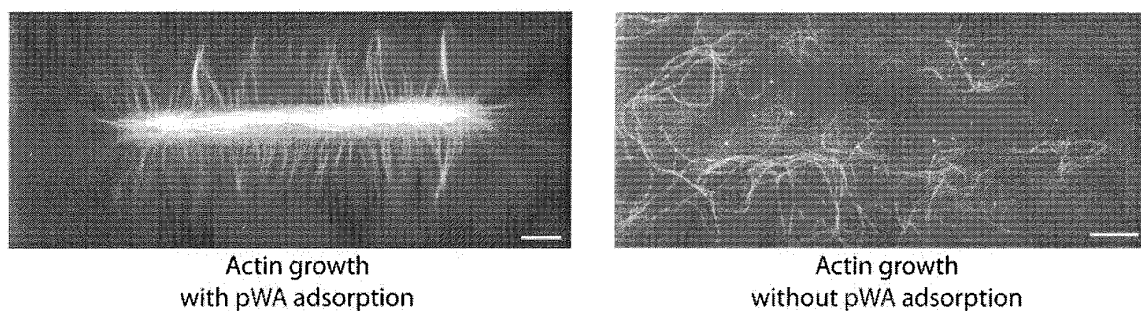 Actin growth
with pWA adsorption
Actin growth
without pWA adsorption